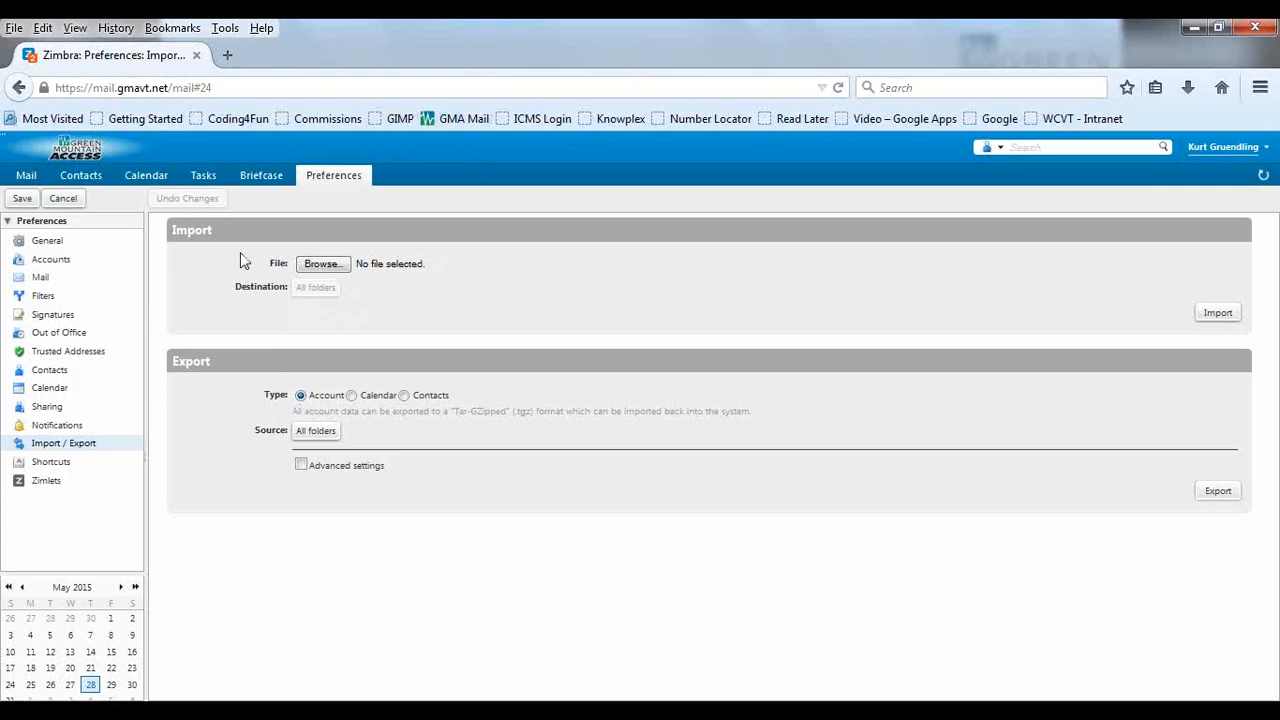 File Edit View History Bookmarks Tools Help
Zimbra: Preferences: Impor...
https://mail.gmavt.net/mail#24 Search
Most Visited Getting Started Coding4Fun Commissions GIMP GMA Mail ICMS Login Knowplex Number Locator Read Later Video – Google Apps Google WCVT - Intranet
GREEN MOUNTAIN ACCESS Search Kurt Gruendling
Mail Contacts Calendar Tasks Briefcase Preferences
Save Cancel Undo Changes
Preferences
General
Accounts
Mail
Filters
Signatures
Out of Office
Trusted Addresses
Contacts
Calendar
Sharing
Notifications
Import / Export
Shortcuts
Zimlets
Import
File: Browse... No file selected.
Destination: All folders
Import
Export
Type: Account Calendar Contacts
All account data can be exported to a "Tar-GZipped" (.tgz) format which can be imported back into the system.
Source: All folders
Advanced settings
Export
May 2015
S M T W T F S
26 27 28 29 30 1 2
3 4 5 6 7 8 9
10 11 12 13 14 15 16
17 18 19 20 21 22 23
24 25 26 27 28 29 30